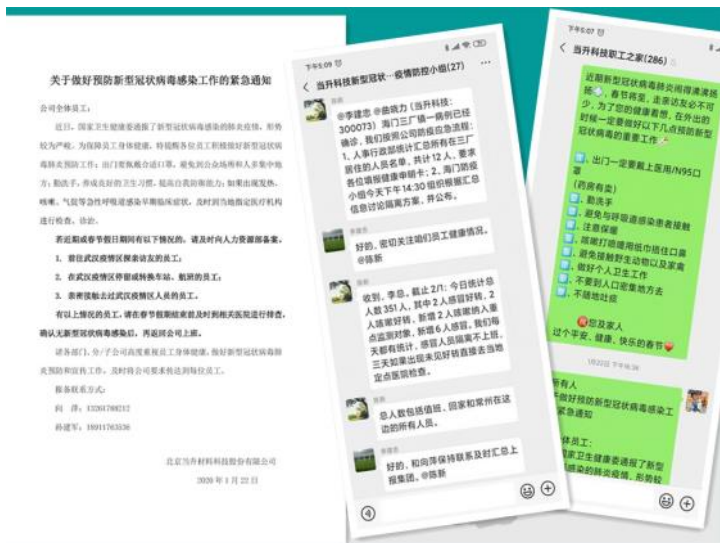 关于做好预防新型冠状病毒感染工作的紧急通知
公司全体员工：
近日，国家卫生健康委通报了新型冠状病毒感染的肺炎疫情，形势
较为严峻。为保障员工身体健康，特提醒各位员工积极做好新型冠状病
毒肺炎预防工作：出门要佩戴合适口罩，避免到公众场所和人多集中地
方；勤洗手，养成良好的卫生习惯，提高自我防御能力；如果出现发热、
咳嗽、气促等急性呼吸道感染早期临床症状，及时到当地指定医疗机构
进行检查、诊治。
若近期或春节假日期间有以下情况的，请及时向人力资源部备案。
1. 前往武汉疫情区探亲访友的员工；
2. 在武汉疫情区停留或转换车站、航班的员工；
3. 亲密接触去过武汉疫情区人员的员工。
有以上情况的员工，请在春节假期结束前及时到相关医院进行排查，
确认无新型冠状病毒感染后，再返回公司上班。
请各部门、分/子公司高度重视员工身体健康，做好新型冠状病毒肺
炎预防和宣传工作，及时将公司要求传达到每位员工。
报备联系方式：
向 萍：13261788212
孙建军：18911763536
北京当升材料科技股份有限公司
2020 年 1 月 22 日
下午5:09
当升科技新型冠状…疫情防控小组(27)
@李建忠 @曲晓力（当升科技：
300073）海门三厂镇一病例已经
确诊，我们按照公司防疫应急流程：
1、人事行政部统计汇总所有在三厂
居住的人员名单，共计12人，要求
各位填报健康申明卡；2、海门防疫
小组今天下午14:30 组织根据汇总
信息讨论隔离方案，并公布。
好的，密切关注咱们员工健康情况。
@陈新
收到，李总，截止2/1：今日统计总
人数351人，其中2人感冒好转，2
人咳嗽好转，新增2人咳嗽纳入重
点监测对象，新增6人感冒，我们每
天都有统计，感冒人员隔离不上班，
三天如果出现未见好转直接去当地
定点医院检查。
总人数包括值班，回家和常州在这
边的所有人员。
好的，和向萍保持联系及时汇总上
报集团。@陈新
下午5:07
当升科技职工之家(286)
近期新型冠状病毒肺炎闹得沸沸扬
扬，春节将至，走亲访友必不可
少，为了您的健康着想，在外出的
时候一定要做好以下几点预防新型
冠状病毒的重要工作
，出门一定要戴上医用/N95口
罩
(药房有卖)
，勤洗手
，避免与呼吸道感染患者接触
，注意保暖
，咳嗽打喷嚏用纸巾捂住口鼻
，避免接触野生动物以及家禽
，做好个人卫生工作
，不要到人口密集地方去
，不随地吐痰
您及家人
过个平安、健康、快乐的春节
1月22日 下午
所有人
做好预防新型冠状病毒感染工
紧急通知
体员工：
国家卫生健康委通报了新型
感染的肺炎疫情，形势较